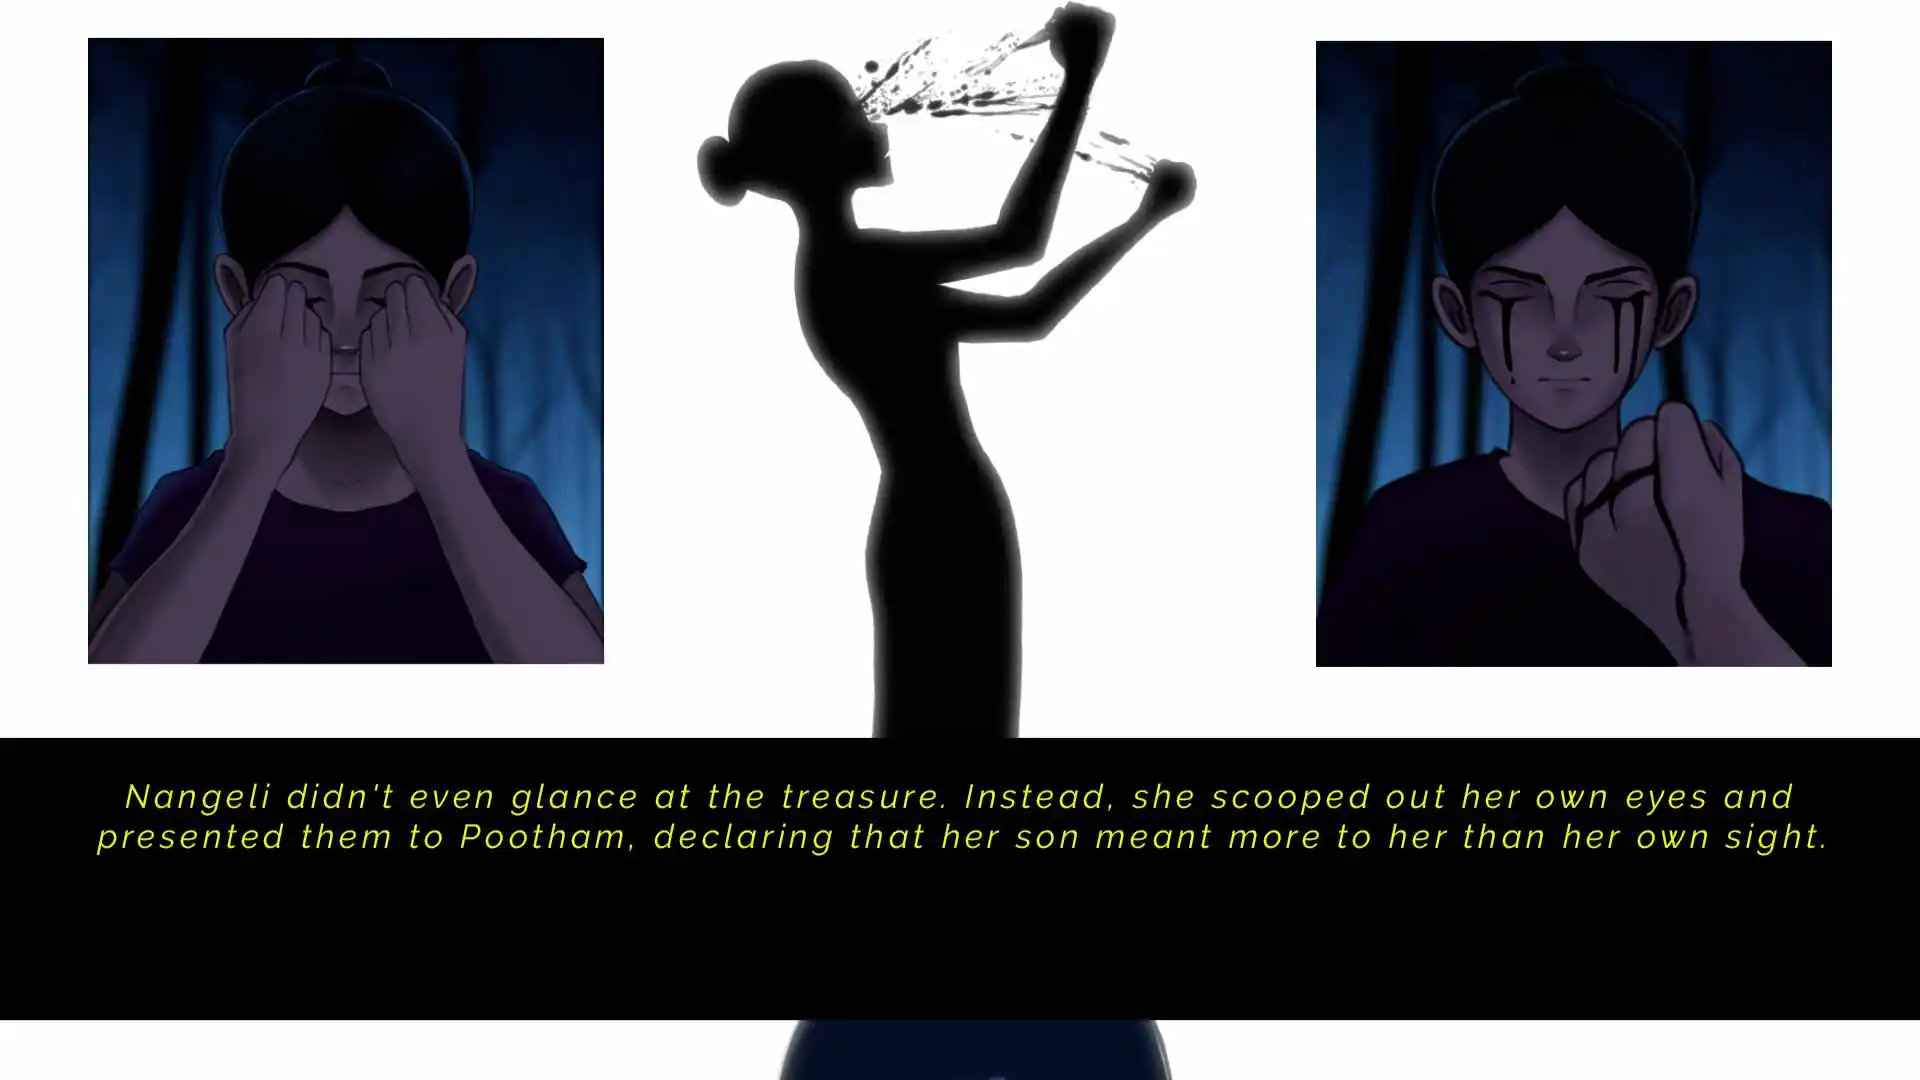 Nangeli didn't even glance at the treasure. Instead, she scooped out her own eyes and
presented them to Pootham, declaring that her son meant more to her than her own sight.